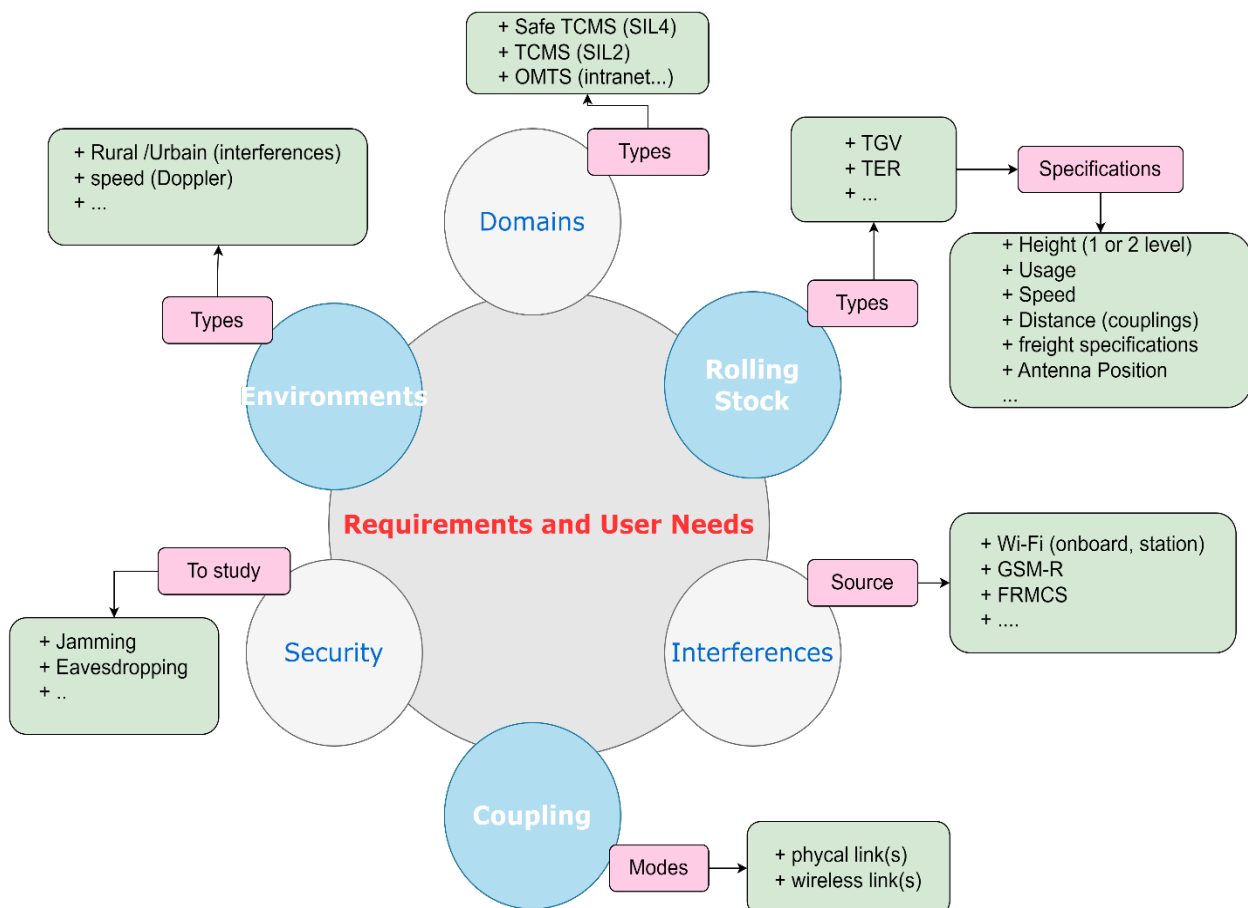 + Safe TCMS (SIL4)
+ TCMS (SIL2)
+ OMTS (intranet...)
Types
Domains
+ Rural /Urbain (interferences)
+ speed (Doppler)
+ ...
Types
Environments
+ TGV
+ TER
+ ...
Specifications
+ Height (1 or 2 level)
+ Usage
+ Speed
+ Distance (couplings)
+ freight specifications
+ Antenna Position
...
Types
Rolling
Stock
Requirements and User Needs
To study
+ Jamming
+ Eavesdropping
+ ..
Security
Interferences
Source
+ Wi-Fi (onboard, station)
+ GSM-R
+ FRMCS
+ ....
Coupling
Modes
+ phycal link(s)
+ wireless link(s)